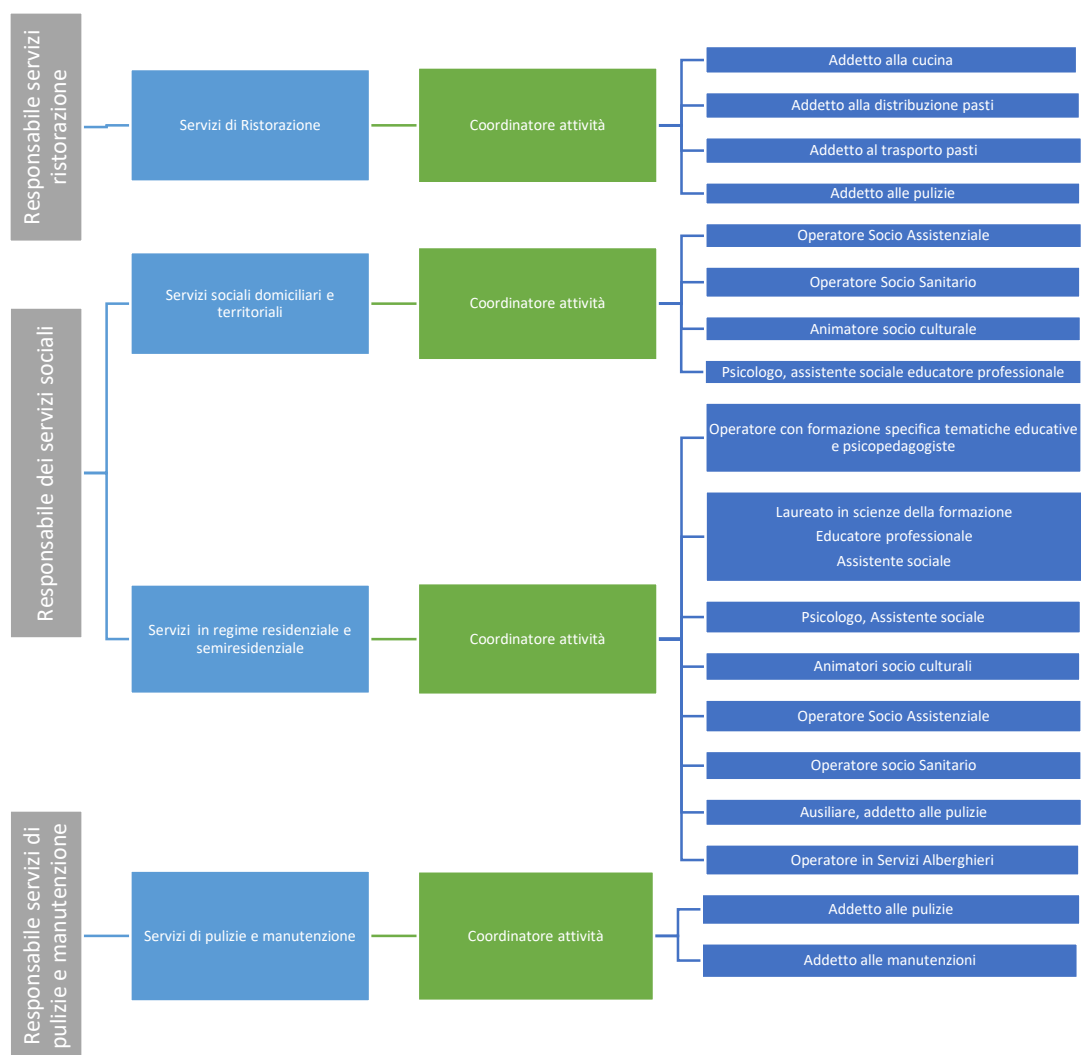 Responsabile servizi
ristorazione
Servizi di Ristorazione
Coordinatore attività
Addetto alla cucina
Addetto alla distribuzione pasti
Addetto al trasporto pasti
Addetto alle pulizie
Responsabile dei servizi sociali
Servizi sociali domiciliari e
territoriali
Coordinatore attività
Operatore Socio Assistenziale
Operatore Socio Sanitario
Animatore socio culturale
Psicologo, assistente sociale educatore professionale
Servizi in regime residenziale e
semiresidenziale
Coordinatore attività
Operatore con formazione specifica tematiche educative
e psicopedagogiste
Laureato in scienze della formazione
Educatore professionale
Assistente sociale
Psicologo, Assistente sociale
Animatori socio culturali
Operatore Socio Assistenziale
Operatore socio Sanitario
Ausiliare, addetto alle pulizie
Operatore in Servizi Alberghieri
Responsabile servizi di
pulizie e manutenzione
Servizi di pulizie e manutenzione
Coordinatore attività
Addetto alle pulizie
Addetto alle manutenzioni